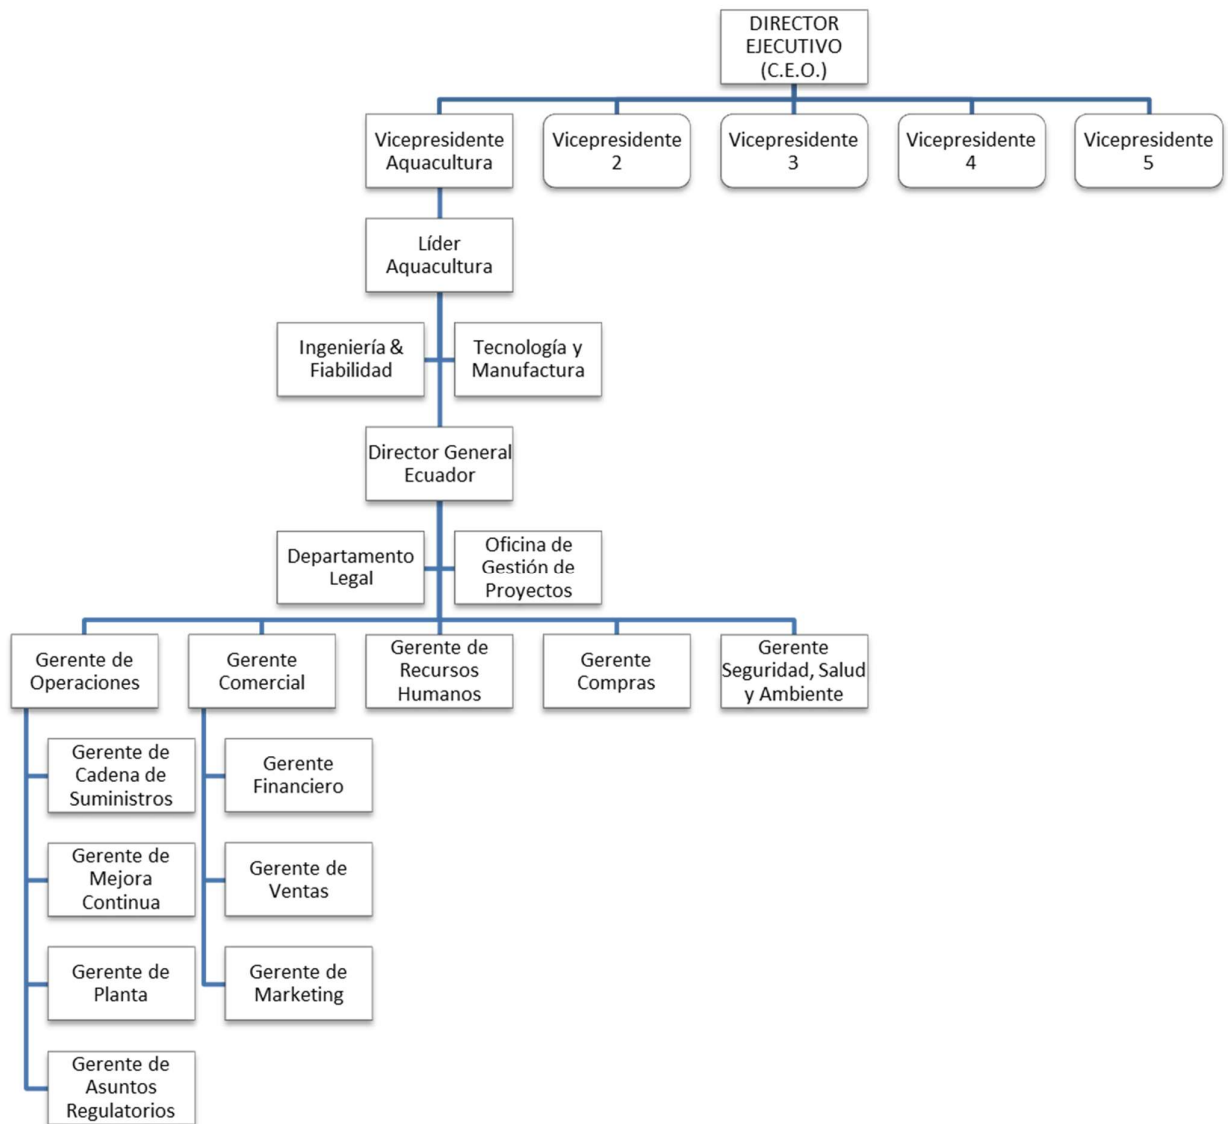 DIRECTOR
EJECUTIVO
(C.E.O.)
Vicepresidente
Aquacultura
Vicepresidente
2
Vicepresidente
3
Vicepresidente
4
Vicepresidente
5
Líder
Aquacultura
Ingeniería &
Fiabilidad
Tecnología y
Manufactura
Director General
Ecuador
Departamento
Legal
Oficina de
Gestión de
Proyectos
Gerente de
Operaciones
Gerente
Comercial
Gerente de
Recursos
Humanos
Gerente
Compras
Gerente
Seguridad, Salud
y Ambiente
Gerente de
Cadena de
Suministros
Gerente
Financiero
Gerente de
Mejora
Continua
Gerente de
Ventas
Gerente de
Planta
Gerente de
Marketing
Gerente de
Asuntos
Regulatorios